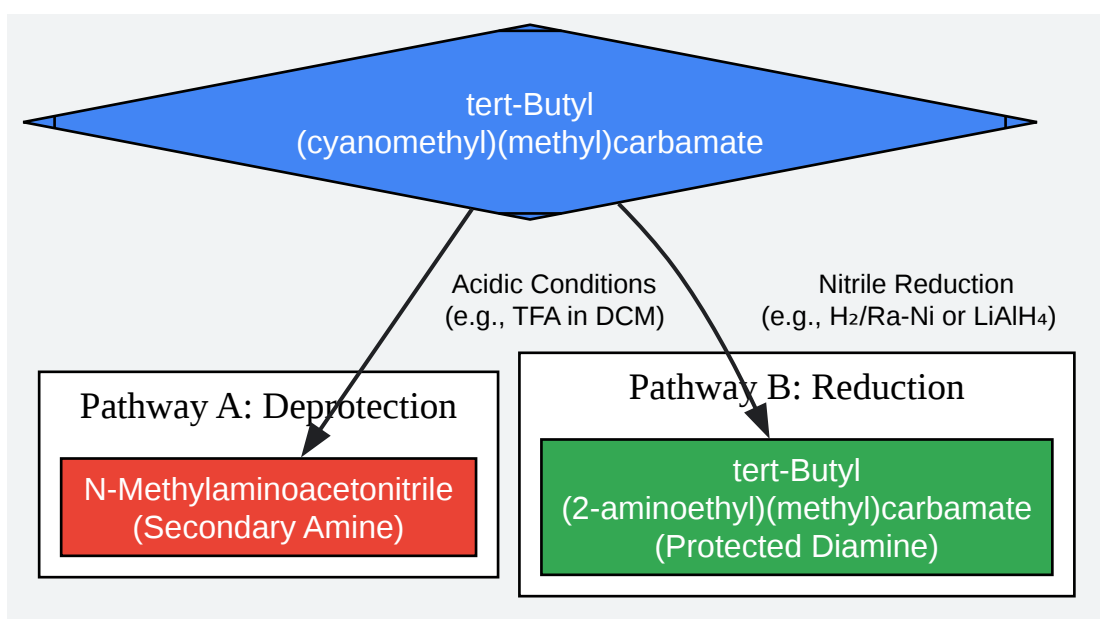 tert-Butyl
(cyanomethyl)(methyl)carbamate
Acidic Conditions
(e.g., TFA in DCM)
Nitrile Reduction
(e.g., H₂/Ra-Ni or LiAlH₄)
Pathway A: Deprotection
N-Methylaminoacetonitrile
(Secondary Amine)
Pathway B: Reduction
tert-Butyl
(2-aminoethyl)(methyl)carbamate
(Protected Diamine)